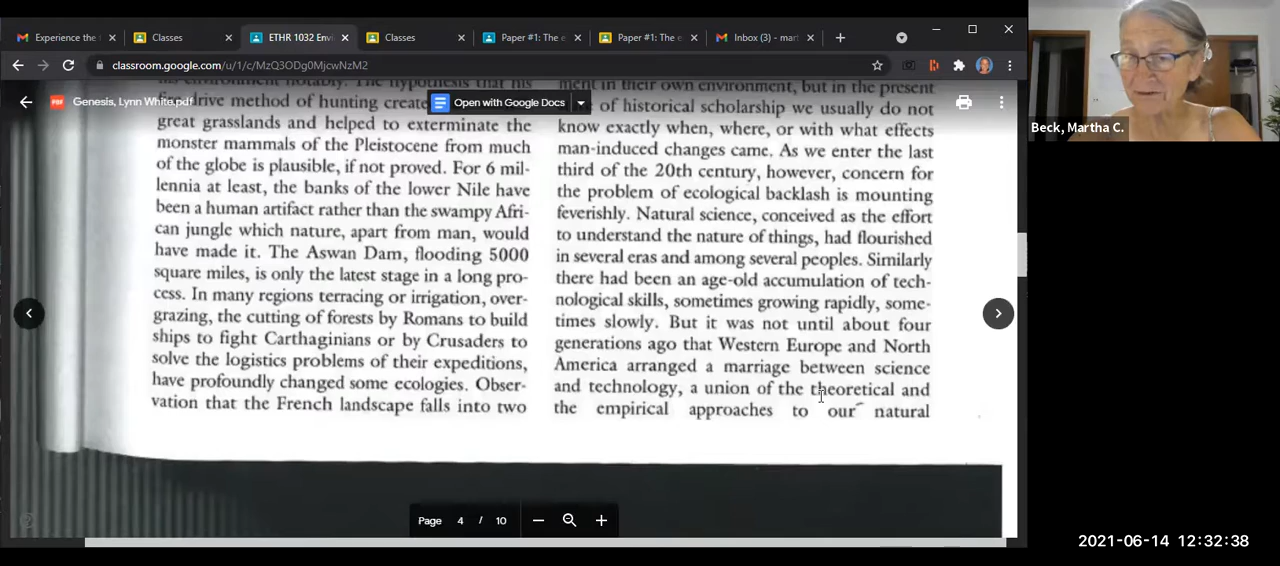 Experience the
Classes
ETHR 1032 Envi
Classes
Paper #1: The e
Paper #1: The e
Inbox (3) - mart
classroom.google.com/u/1/c/MzQ3ODg0MjcwNzM2
Genesis, Lynn White.pdf
Open with Google Docs
its environment notably. The hypothesis that his
drive method of hunting create
great grasslands and helped to exterminate the
monster mammals of the Pleistocene from much
of the globe is plausible, if not proved. For 6 mil-
lennia at least, the banks of the lower Nile have
been a human artifact rather than the swampy Afri-
can jungle which nature, apart from man, would
have made it. The Aswan Dam, flooding 5000
square miles, is only the latest stage in a long pro-
cess. In many regions terracing or irrigation, over-
grazing, the cutting of forests by Romans to build
ships to fight Carthaginians or by Crusaders to
solve the logistics problems of their expeditions,
have profoundly changed some ecologies. Obser-
vation that the French landscape falls into two
ment in their own environment, but in the present
of historical scholarship we usually do not
know exactly when, where, or with what effects
man-induced changes came. As we enter the last
third of the 20th century, however, concern for
the problem of ecological backlash is mounting
feverishly. Natural science, conceived as the effort
to understand the nature of things, had flourished
in several eras and among several peoples. Similarly
there had been an age-old accumulation of tech-
nological skills, sometimes growing rapidly, some-
times slowly. But it was not until about four
generations ago that Western Europe and North
America arranged a marriage between science
and technology, a union of the theoretical and
the empirical approaches to our natural
Page 4 / 10
Beck, Martha C.
2021-06-14 12:32:38